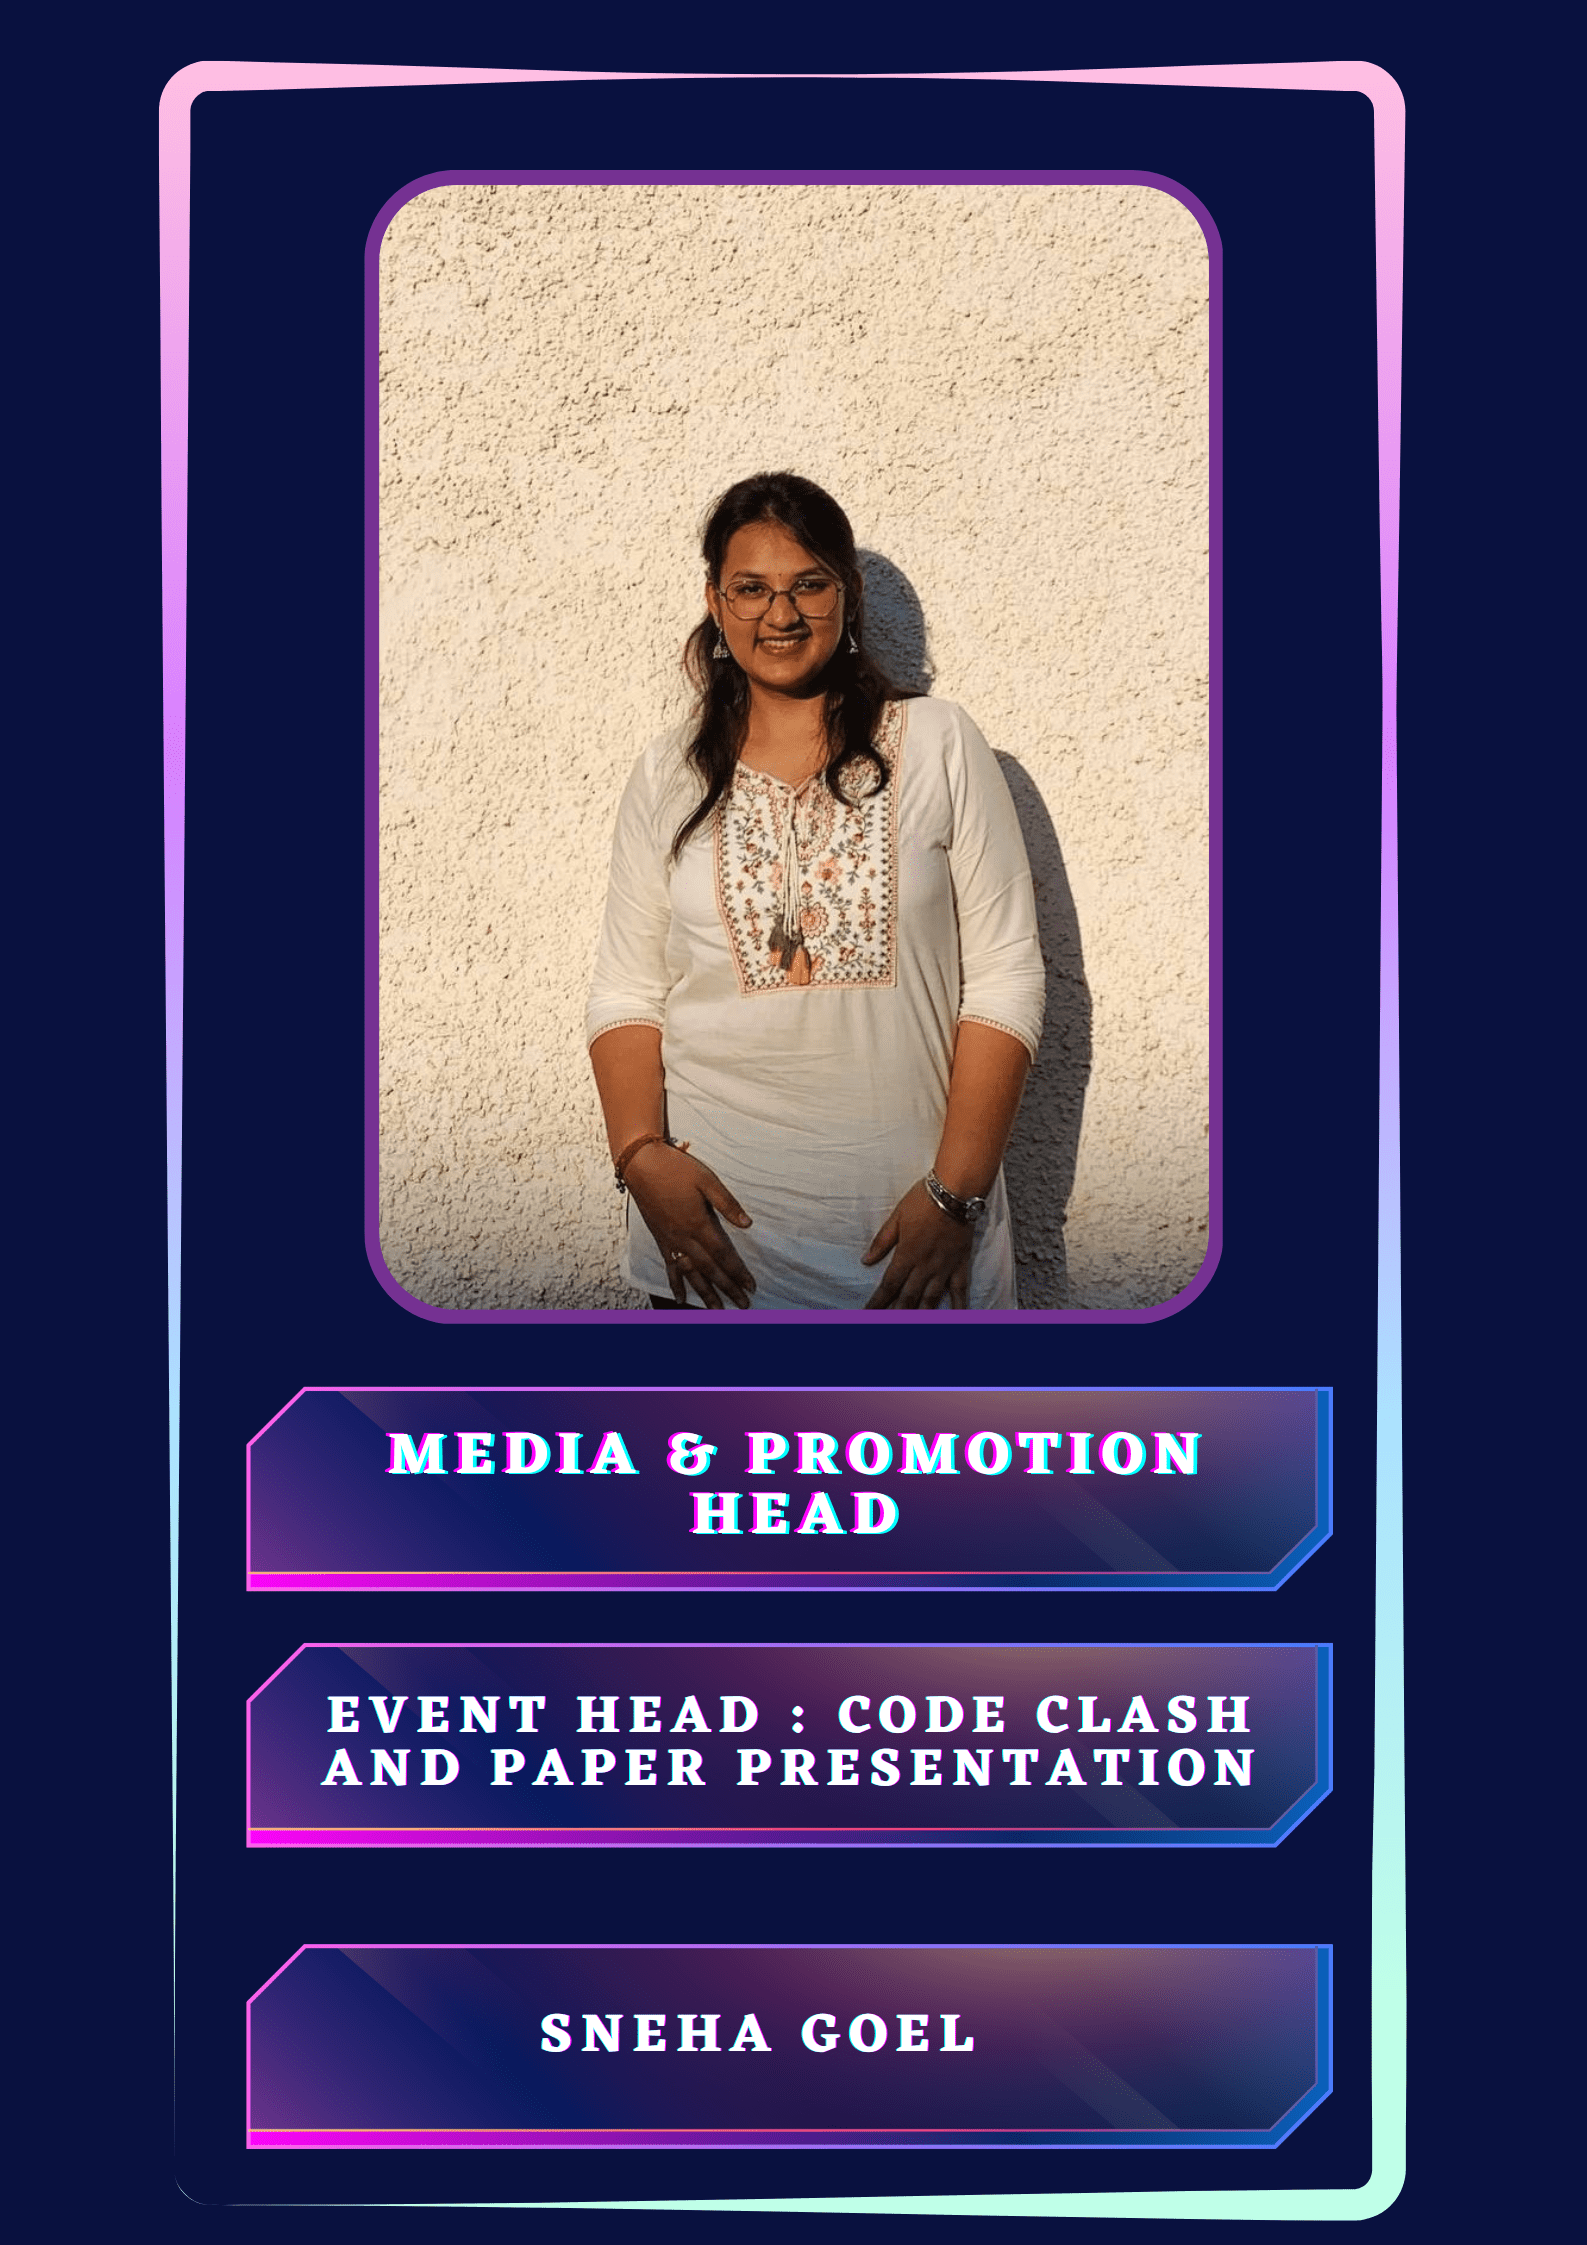 MEDIA & PROMOTION
HEAD
EVENT HEAD : CODE CLASH
AND PAPER PRESENTATION
SNEHA GOEL